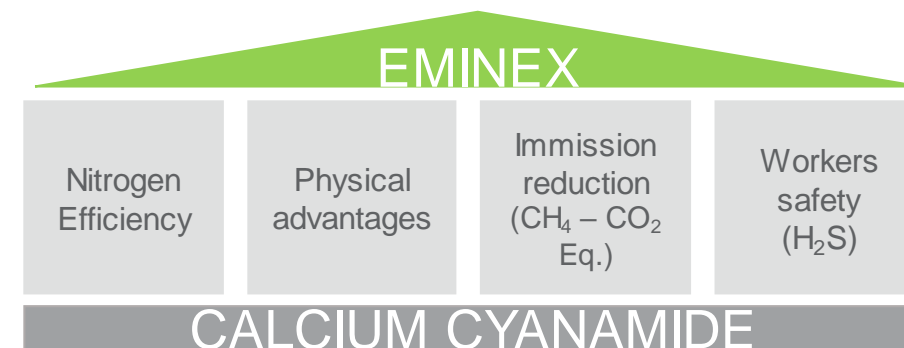 EMINEX
Nitrogen
Efficiency
Physical
advantages
Immission
reduction
(CH₄ – CO₂
Eq.)
Workers
safety
(H₂S)
CALCIUM CYANAMIDE